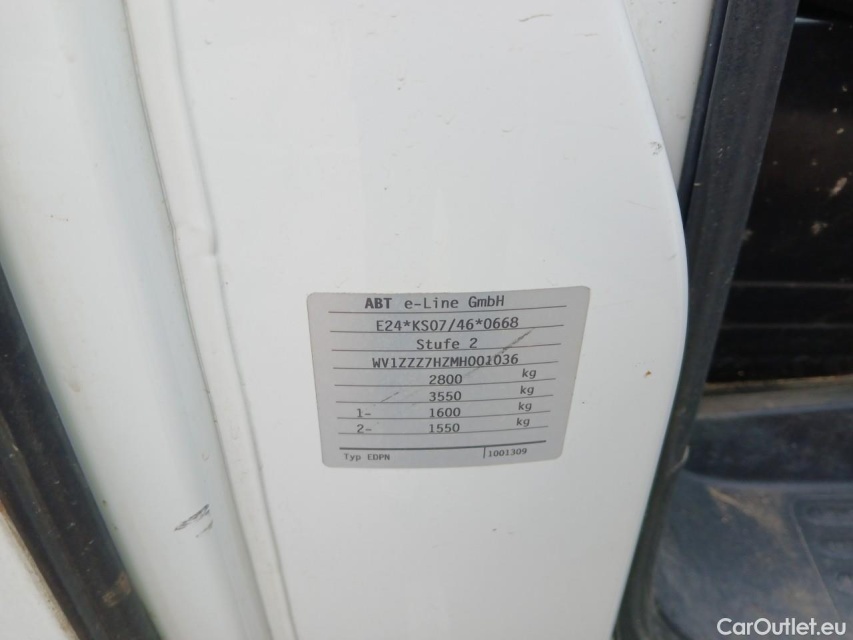 ABT e-Line GmbH
E24*KS07/46*0668
Stufe 2
WV1ZZZ7HZMH001036
2800 kg
3550 kg
1- 1600 kg
2- 1550 kg
Typ EDPN 1001309
CarOutlet.eu